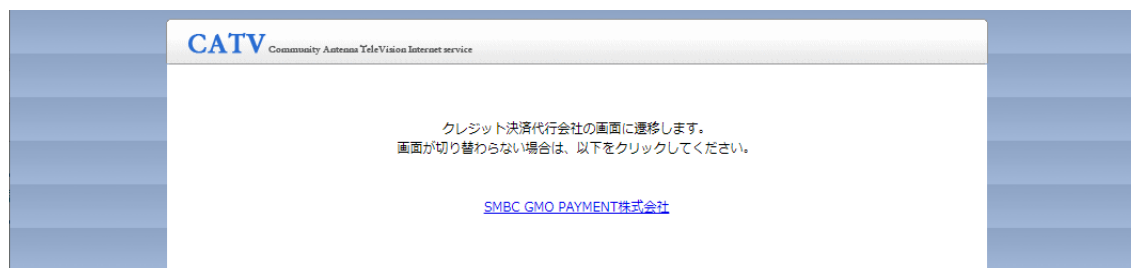 CATV Community Antenna TeleVision Internet service
クレジット決済代行会社の画面に遷移します。
画面が切り替わらない場合は、以下をクリックしてください。
SMBC GMO PAYMENT株式会社